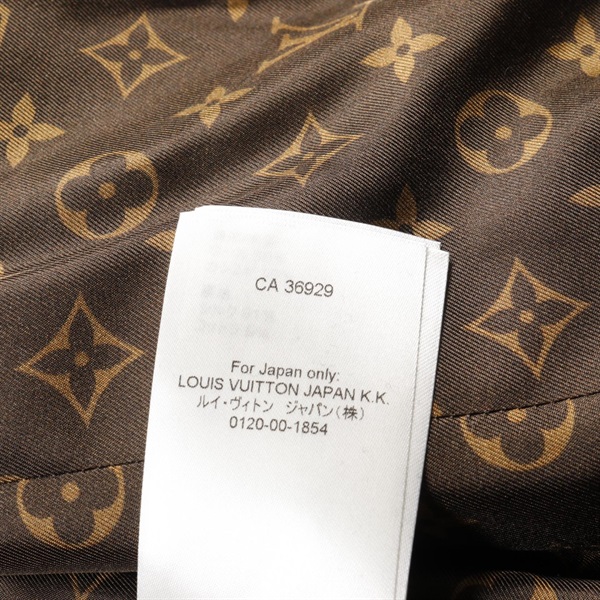 CA 36929
For Japan only:
LOUIS VUITTON JAPAN K.K.
ルイ・ヴィトン ジャパン(株)
0120-00-1854